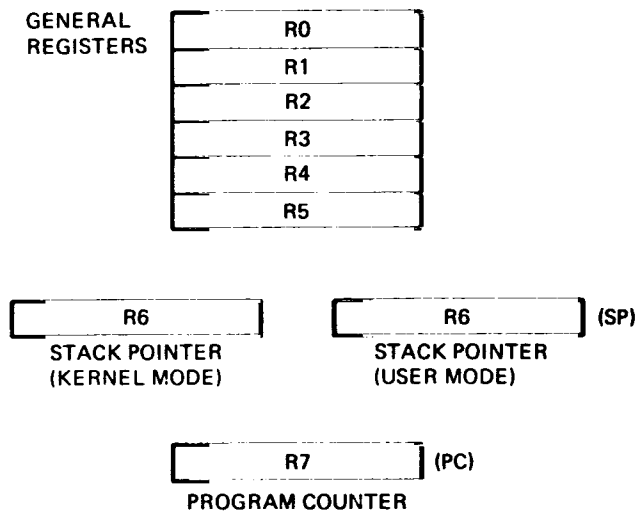 GENERAL
REGISTERS
R0
R1
R2
R3
R4
R5
R6
STACK POINTER
(KERNEL MODE)
R6
(SP)
STACK POINTER
(USER MODE)
R7
(PC)
PROGRAM COUNTER